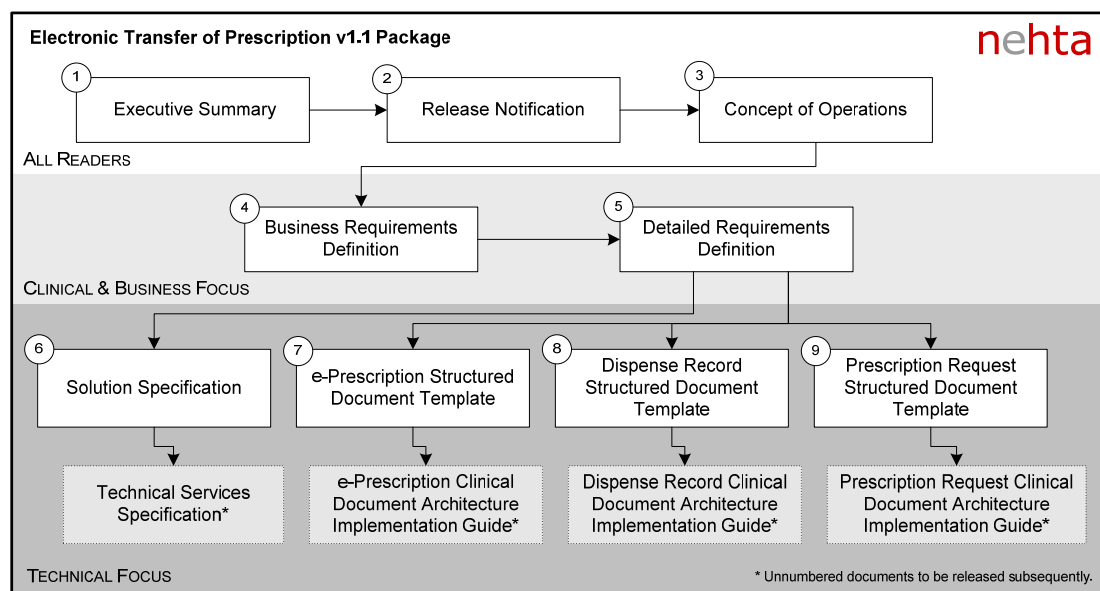 Electronic Transfer of Prescription v1.1 Package
nehta
1
Executive Summary
2
Release Notification
3
Concept of Operations
ALL READERS
4
Business Requirements
Definition
5
Detailed Requirements
Definition
CLINICAL & BUSINESS FOCUS
6
Solution Specification
7
e-Prescription Structured
Document Template
8
Dispense Record
Structured Document
Template
9
Prescription Request
Structured Document
Template
Technical Services
Specification*
e-Prescription Clinical
Document Architecture
Implementation Guide*
Dispense Record Clinical
Document Architecture
Implementation Guide*
Prescription Request Clinical
Document Architecture
Implementation Guide*
TECHNICAL FOCUS
* Unnumbered documents to be released subsequently.